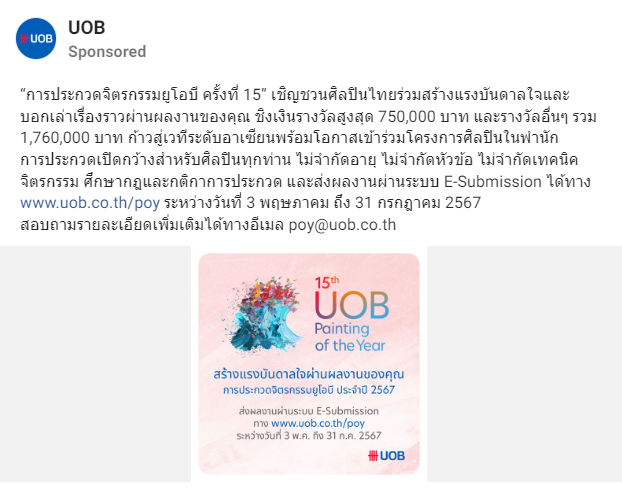 UOB
UOB
Sponsored
“การประกวดจิตรกรรมยูโอบี ครั้งที่ 15” เชิญชวนศิลปินไทยร่วมสร้างแรงบันดาลใจและ
บอกเล่าเรื่องราวผ่านผลงานของคุณ ชิงเงินรางวัลสูงสุด 750,000 บาท และรางวัลอื่นๆ รวม
1,760,000 บาท ก้าวสู่เวทีระดับอาเซียนพร้อมโอกาสเข้าร่วมโครงการศิลปินในพำนัก
การประกวดเปิดกว้างสำหรับศิลปินทุกท่าน ไม่จำกัดอายุ ไม่จำกัดหัวข้อ ไม่จำกัดเทคนิค
จิตรกรรม ศึกษากฎและกติกาการประกวด และส่งผลงานผ่านระบบ E-Submission ได้ทาง
www.uob.co.th/poy ระหว่างวันที่ 3 พฤษภาคม ถึง 31 กรกฎาคม 2567
สอบถามรายละเอียดเพิ่มเติมได้ทางอีเมล poy@uob.co.th
15th
UOB
Painting
of the Year
สร้างแรงบันดาลใจผ่านผลงานของคุณ
การประกวดจิตรกรรมยูโอบี ประจำปี 2567
ส่งผลงานผ่านระบบ E-Submission
ทาง www.uob.co.th/poy
ระหว่างวันที่ 3 พ.ค. ถึง 31 ก.ค. 2567
UOB